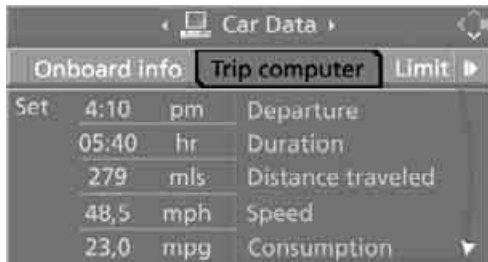 Car Data
Onboard info Trip computer Limit
Set 4:10 pm Departure
05:40 hr Duration
279 mls Distance traveled
48,5 mph Speed
23,0 mpg Consumption